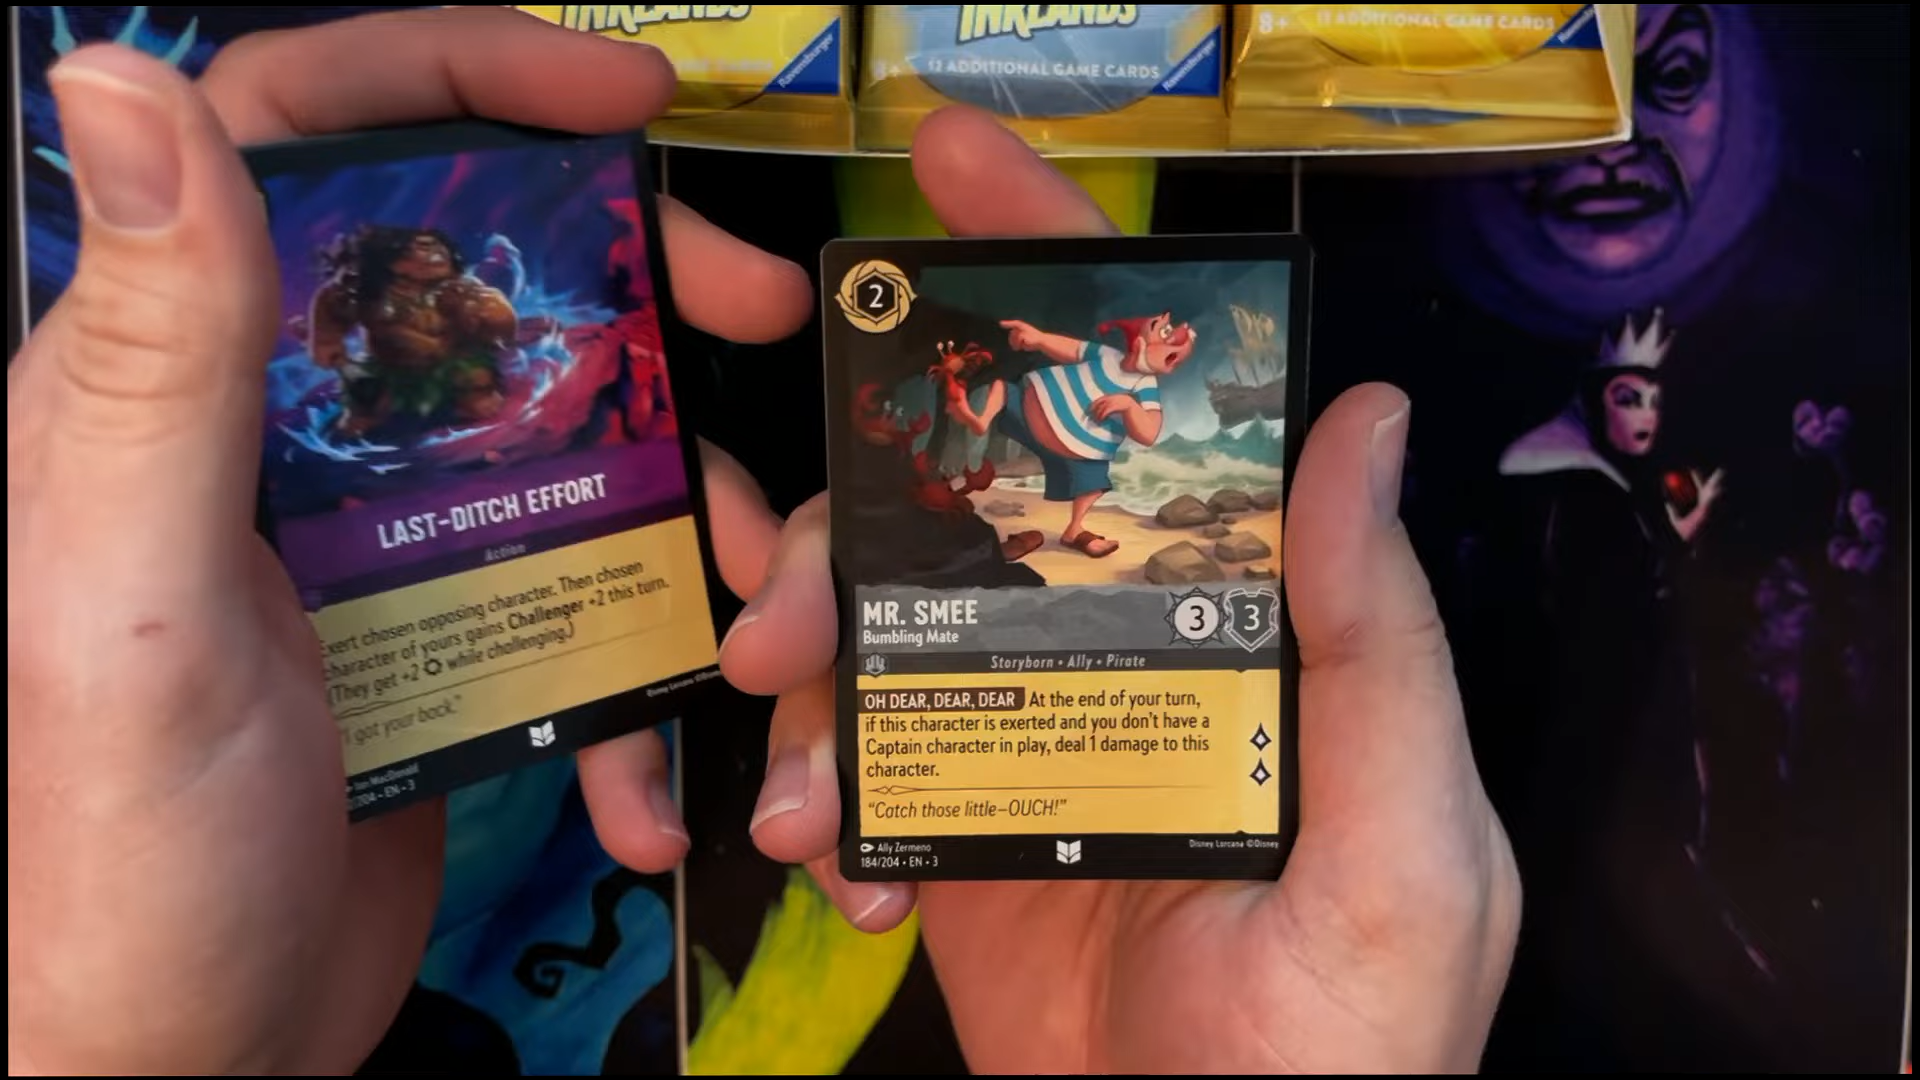 INKLANDS
INKLANDS
8+ 12 ADDITIONAL GAME CARDS
Ravensburger
8+ 12 ADDITIONAL GAME CARDS
Ravensburger
LAST-DITCH EFFORT
Action
Exert chosen opposing character. Then chosen
character of yours gains Challenger +2 this turn.
(They get +2 while challenging.)
"I got your back."
Ian MacDonald
/204 • EN • 3
Disney Lorcana ©Disney
2
MR. SMEE
Bumbling Mate
3 3
Storyborn • Ally • Pirate
OH DEAR, DEAR, DEAR At the end of your turn,
if this character is exerted and you don't have a
Captain character in play, deal 1 damage to this
character.
"Catch those little–OUCH!"
Ally Zermeno
184/204 • EN • 3
Disney Lorcana ©Disney